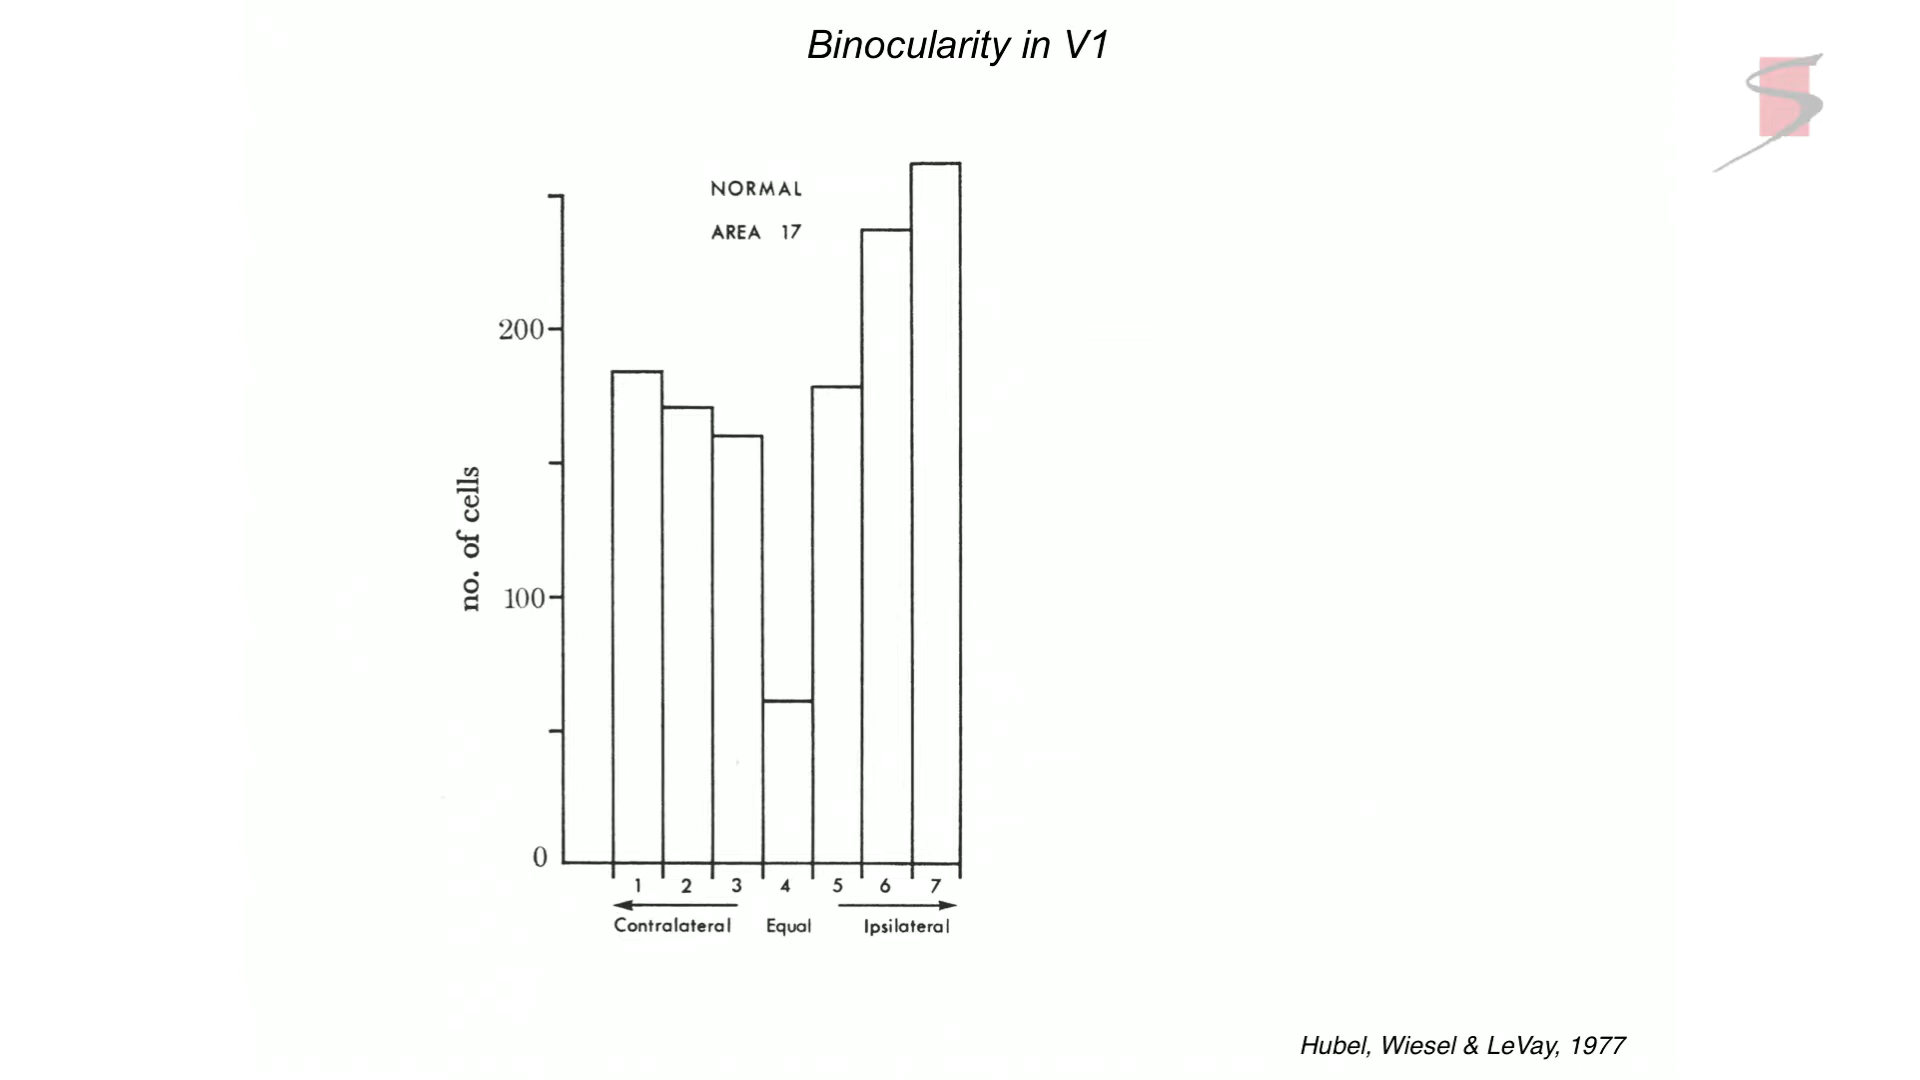 Binocularity in V1
NORMAL
AREA 17
200
100
0
no. of cells
1 2 3 4 5 6 7
Contralateral Equal Ipsilateral
Hubel, Wiesel & LeVay, 1977